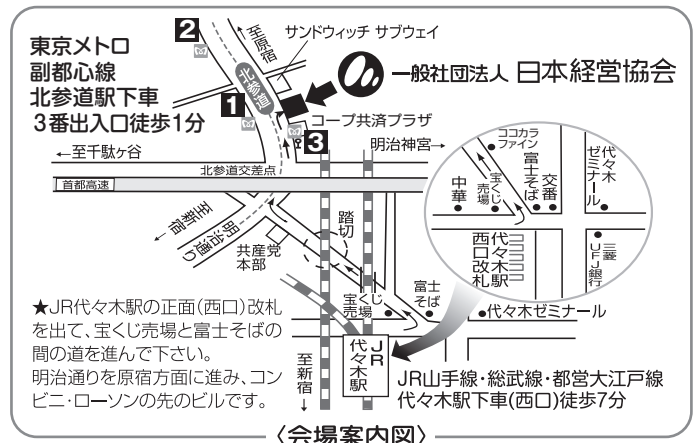 東京メトロ
副都心線
北参道駅下車
3番出入口徒歩1分
2
至原宿
サンドウィッチ サブウェイ
北参道
一般社団法人 日本経営協会
1
コープ共済プラザ
3
←至千駄ヶ谷
明治神宮→
北参道交差点
首都高速
至新宿
明治通り
共産党
本部
踏切
宝くじ
売場
富士
そば
代々木ゼミナール
JR
代々木駅
至新宿
ココカラ
ファイン
中華
宝くじ
売場
富士そば
交番
代々木
ゼミナール
代々木駅
西口改札
三菱
UFJ銀行
★JR代々木駅の正面(西口)改札
を出て、宝くじ売場と富士そばの
間の道を進んで下さい。
明治通りを原宿方面に進み、コン
ビニ・ローソンの先のビルです。
JR山手線・総武線・都営大江戸線
代々木駅下車(西口)徒歩7分
〈会場案内図〉